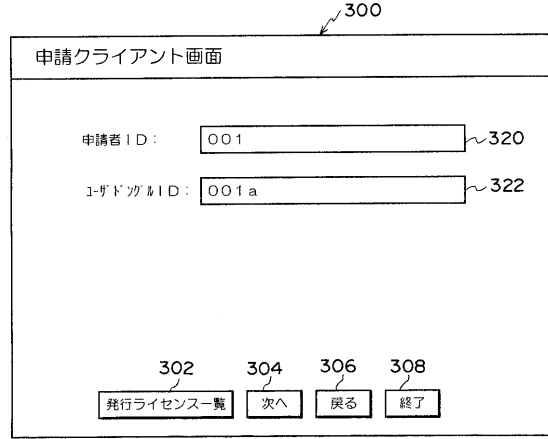 300
申請クライアント画面
申請者ID: 001 320
ユーザドングルID: 001a 322
302 304 306 308
発行ライセンス一覧 次へ 戻る 終了